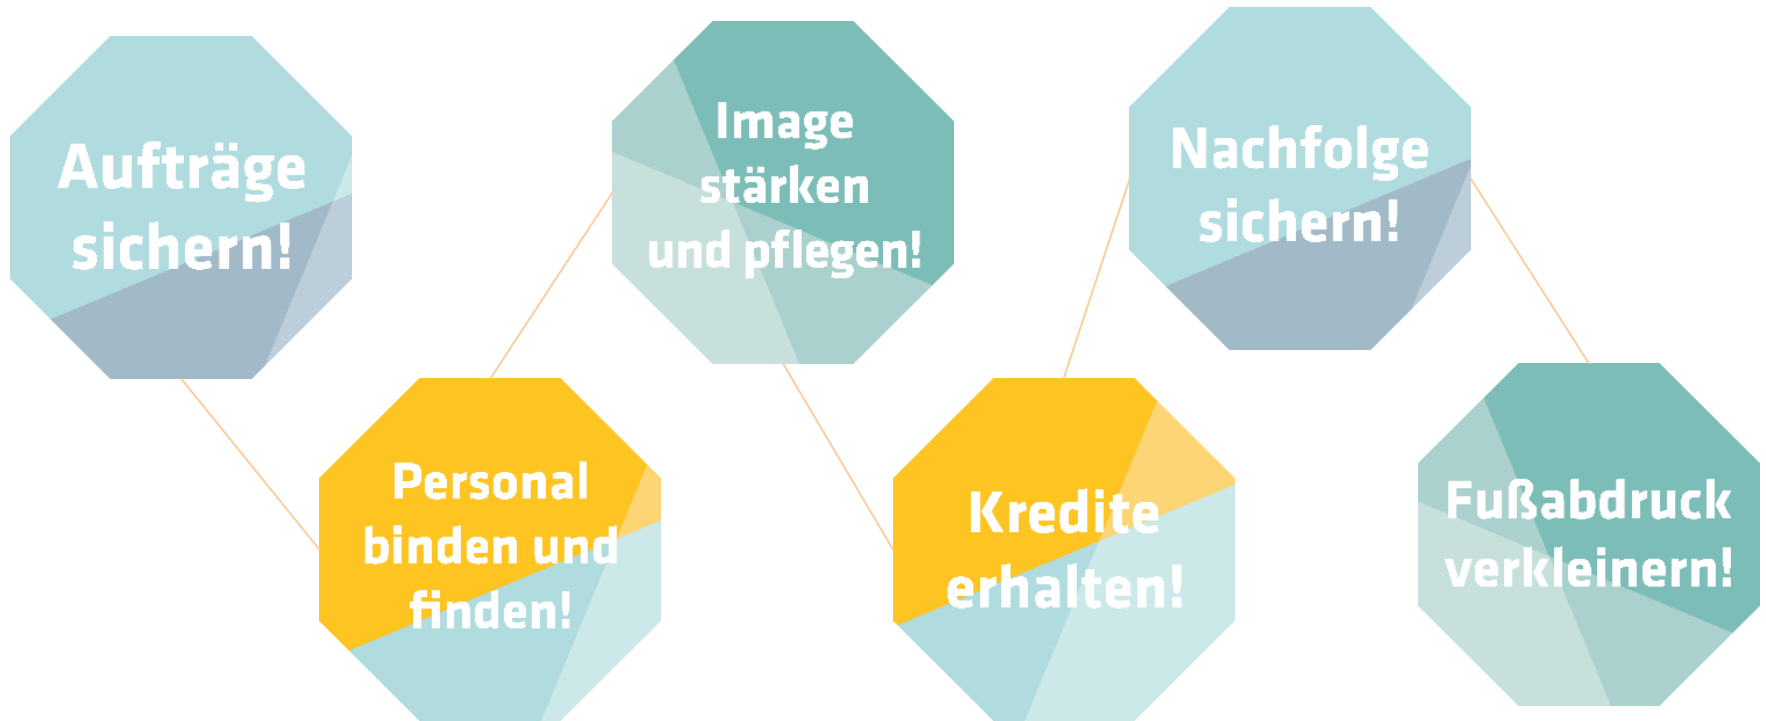 Aufträge
sichern!
Personal
binden und
finden!
Image
stärken
und pflegen!
Kredite
erhalten!
Nachfolge
sichern!
Fußabdruck
verkleinern!